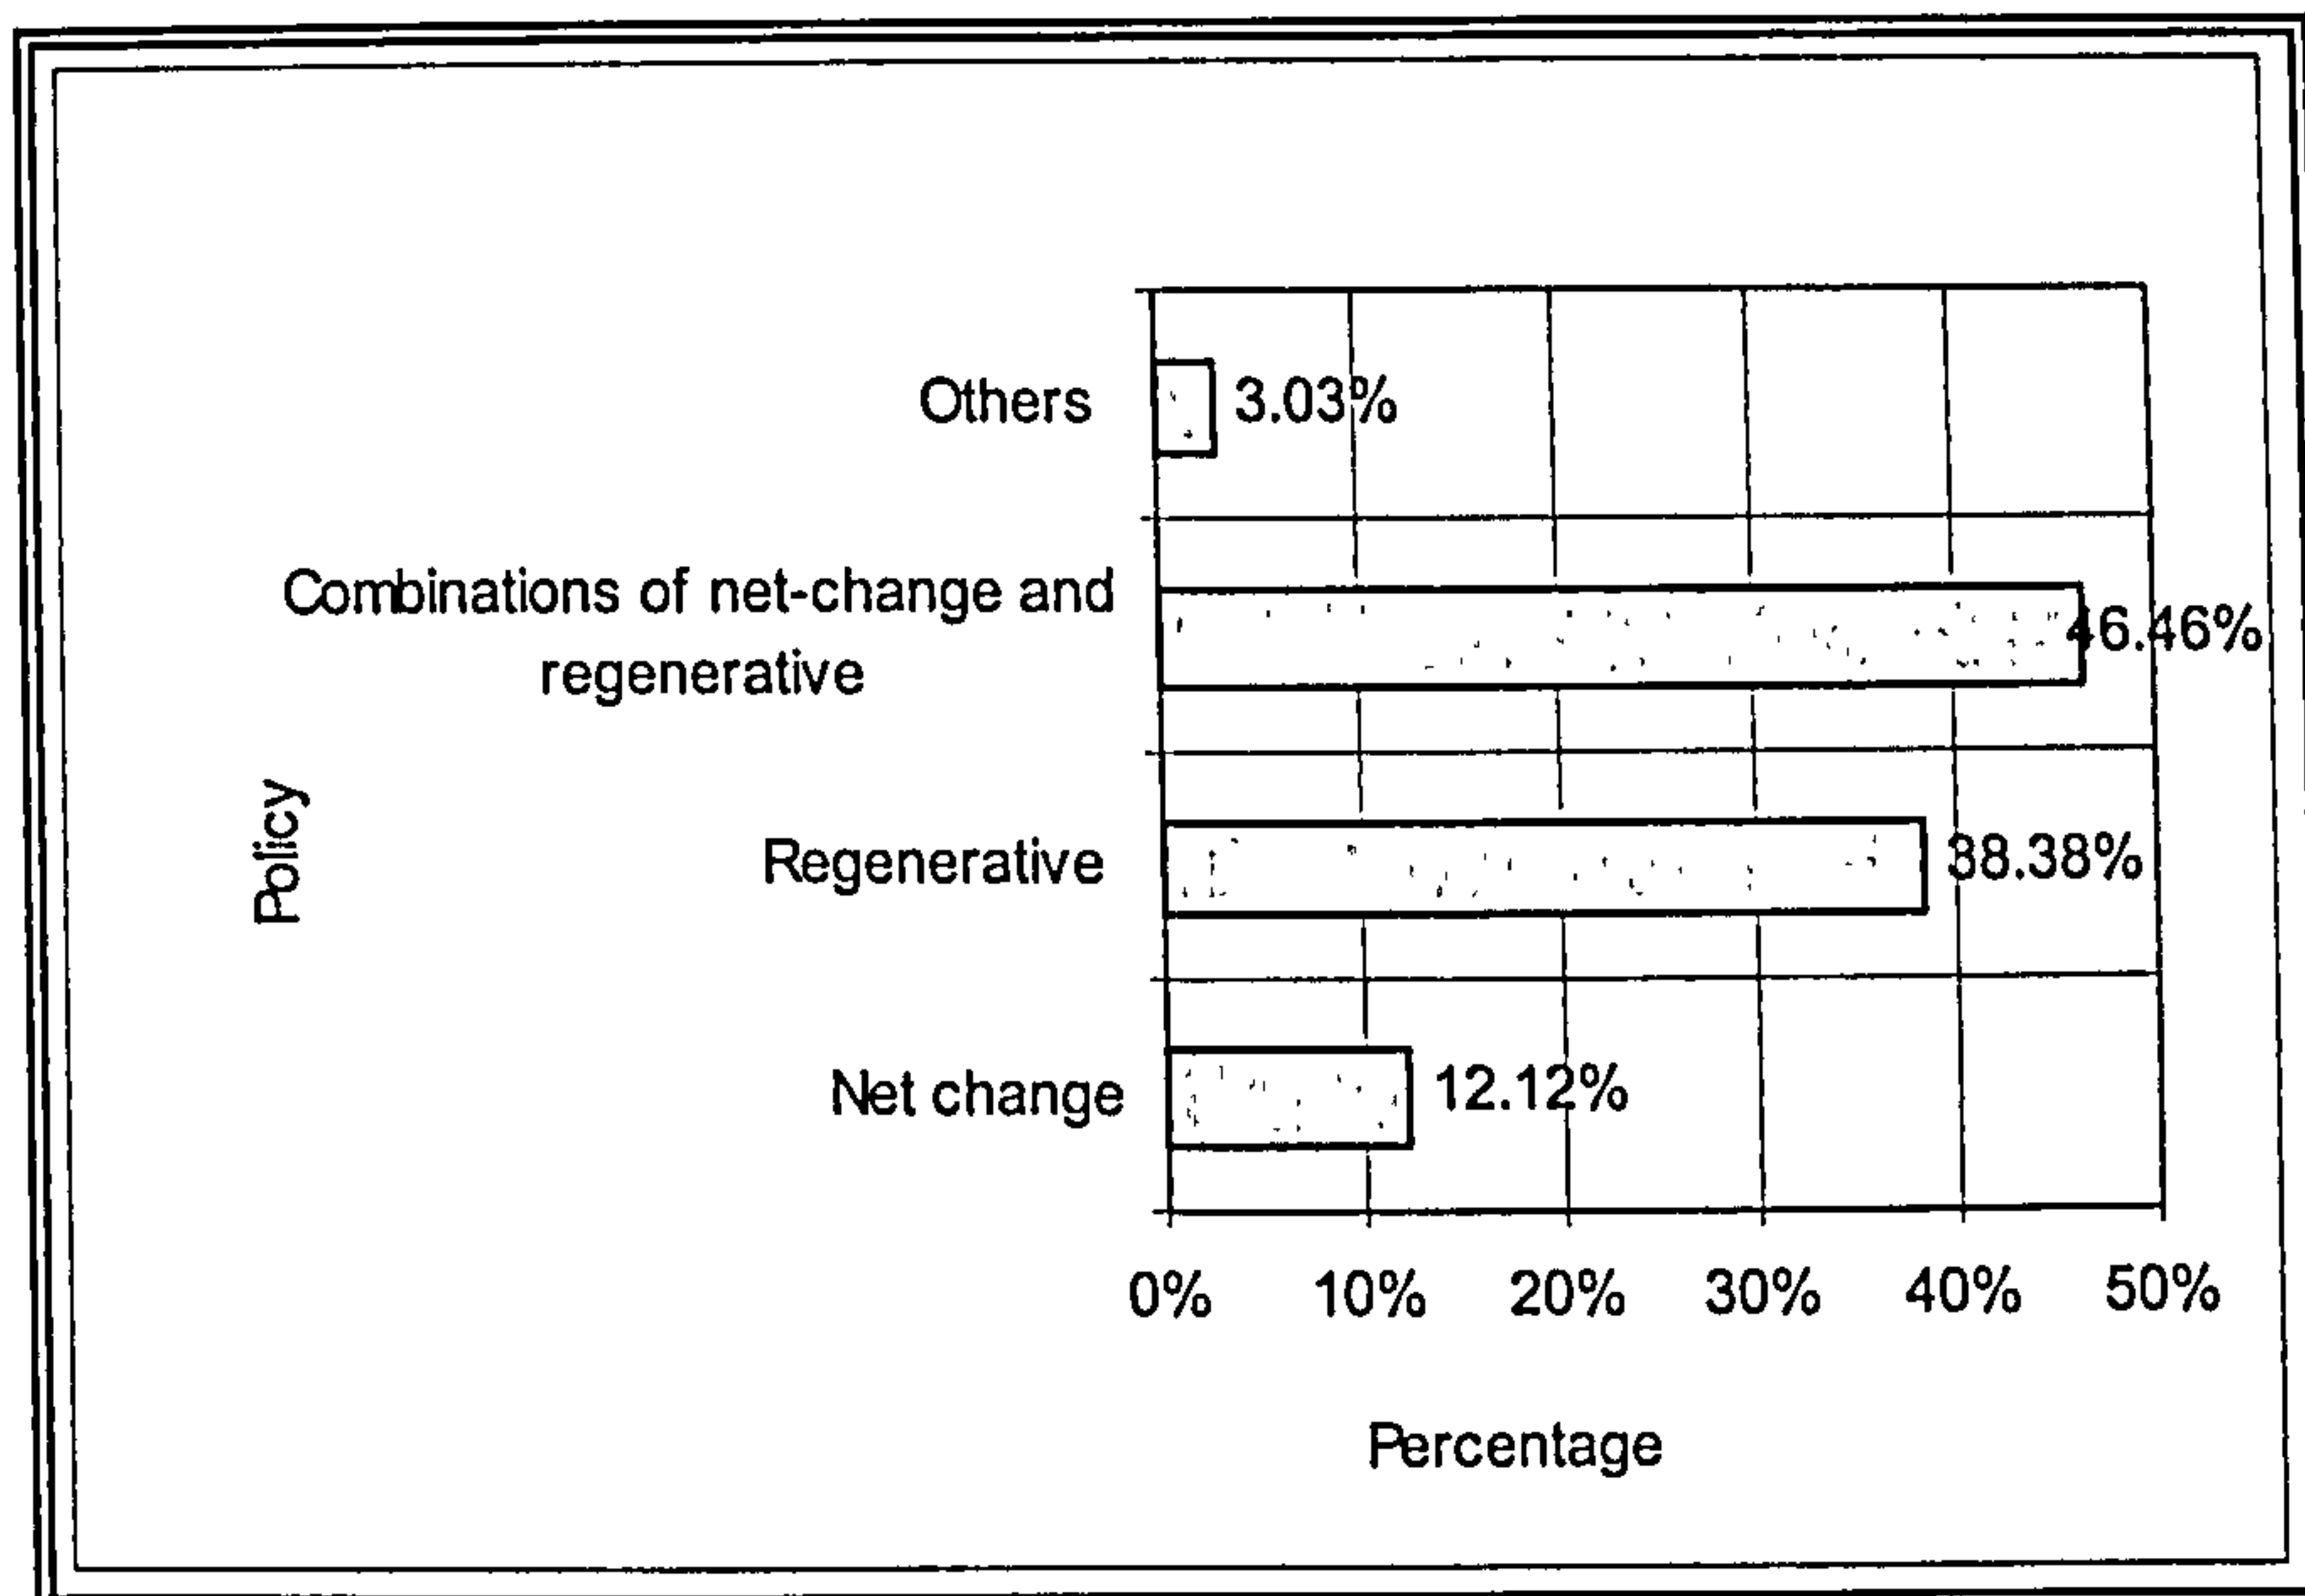 Others
3.03%
Combinations of net-change and
regenerative
46.46%
Policy
Regenerative
38.38%
Net change
12.12%
0% 10% 20% 30% 40% 50%
Percentage